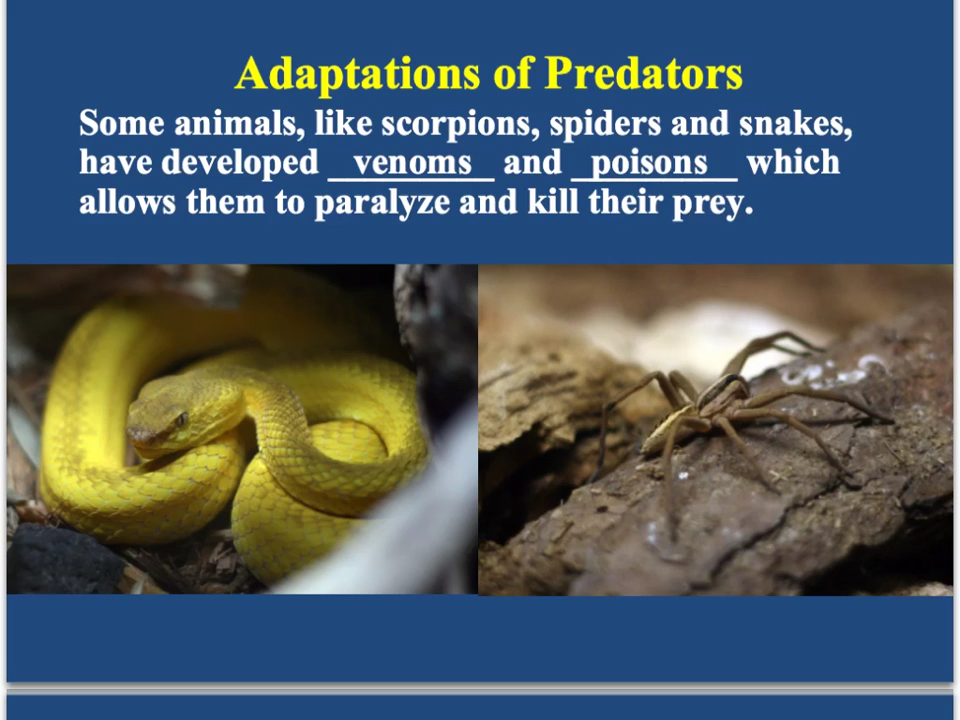 Adaptations of Predators
Some animals, like scorpions, spiders and snakes,
have developed __venoms__ and __poisons__ which
allows them to paralyze and kill their prey.